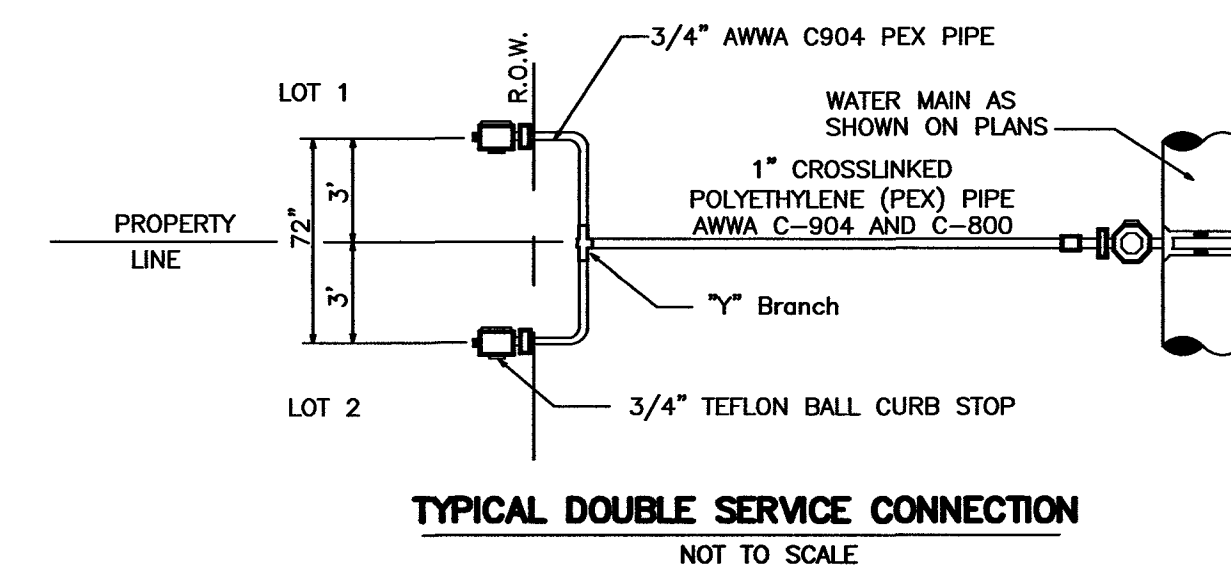 3/4" AWWA C904 PEX PIPE
R.O.W.
LOT 1
WATER MAIN AS
SHOWN ON PLANS
1" CROSSLINKED
POLYETHYLENE (PEX) PIPE
AWWA C-904 AND C-800
PROPERTY
LINE
72"
3'
3'
"Y" Branch
LOT 2
3/4" TEFLON BALL CURB STOP
TYPICAL DOUBLE SERVICE CONNECTION
NOT TO SCALE